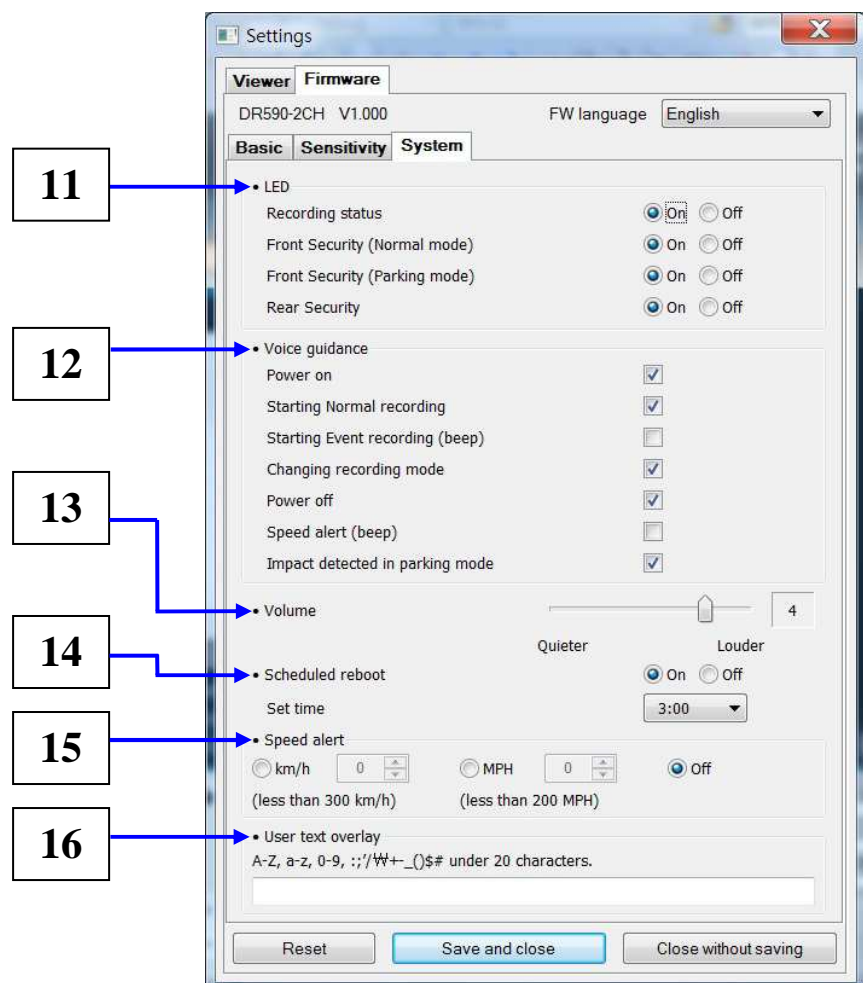 Settings
Viewer Firmware
DR590-2CH V1.000 FW language English
Basic Sensitivity System
11
• LED
Recording status On Off
Front Security (Normal mode) On Off
Front Security (Parking mode) On Off
Rear Security On Off
12
• Voice guidance
Power on
Starting Normal recording
Starting Event recording (beep)
Changing recording mode
13
Power off
Speed alert (beep)
Impact detected in parking mode
• Volume 4
Quieter Louder
14
• Scheduled reboot On Off
Set time 3:00
15
• Speed alert
km/h 0 MPH 0 Off
(less than 300 km/h) (less than 200 MPH)
16
• User text overlay
A-Z, a-z, 0-9, :;'/₩+-_()$# under 20 characters.
Reset Save and close Close without saving